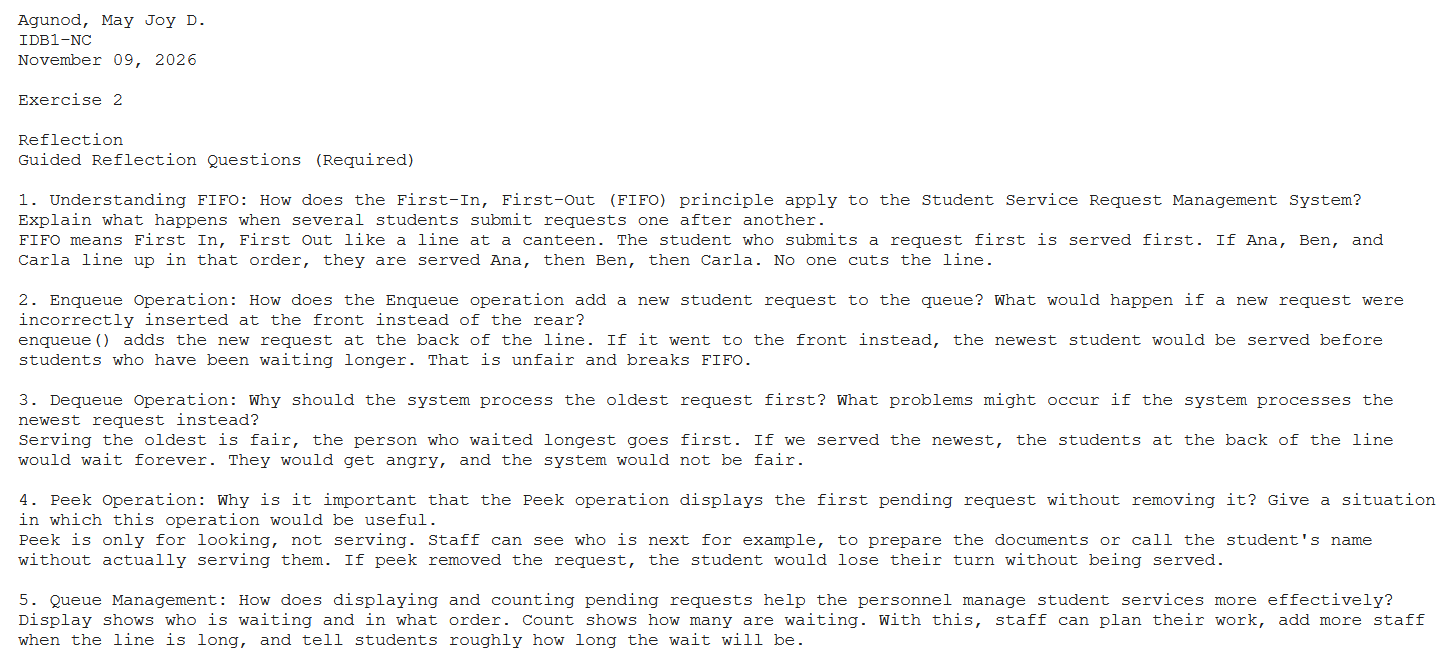 Agunod, May Joy D.
IDB1-NC
November 09, 2026
Exercise 2
Reflection
Guided Reflection Questions (Required)
1. Understanding FIFO: How does the First-In, First-Out (FIFO) principle apply to the Student Service Request Management System?
Explain what happens when several students submit requests one after another.
FIFO means First In, First Out like a line at a canteen. The student who submits a request first is served first. If Ana, Ben, and
Carla line up in that order, they are served Ana, then Ben, then Carla. No one cuts the line.
2. Enqueue Operation: How does the Enqueue operation add a new student request to the queue? What would happen if a new request were
incorrectly inserted at the front instead of the rear?
enqueue() adds the new request at the back of the line. If it went to the front instead, the newest student would be served before
students who have been waiting longer. That is unfair and breaks FIFO.
3. Dequeue Operation: Why should the system process the oldest request first? What problems might occur if the system processes the
newest request instead?
Serving the oldest is fair, the person who waited longest goes first. If we served the newest, the students at the back of the line
would wait forever. They would get angry, and the system would not be fair.
4. Peek Operation: Why is it important that the Peek operation displays the first pending request without removing it? Give a situation
in which this operation would be useful.
Peek is only for looking, not serving. Staff can see who is next for example, to prepare the documents or call the student's name
without actually serving them. If peek removed the request, the student would lose their turn without being served.
5. Queue Management: How does displaying and counting pending requests help the personnel manage student services more effectively?
Display shows who is waiting and in what order. Count shows how many are waiting. With this, staff can plan their work, add more staff
when the line is long, and tell students roughly how long the wait will be.